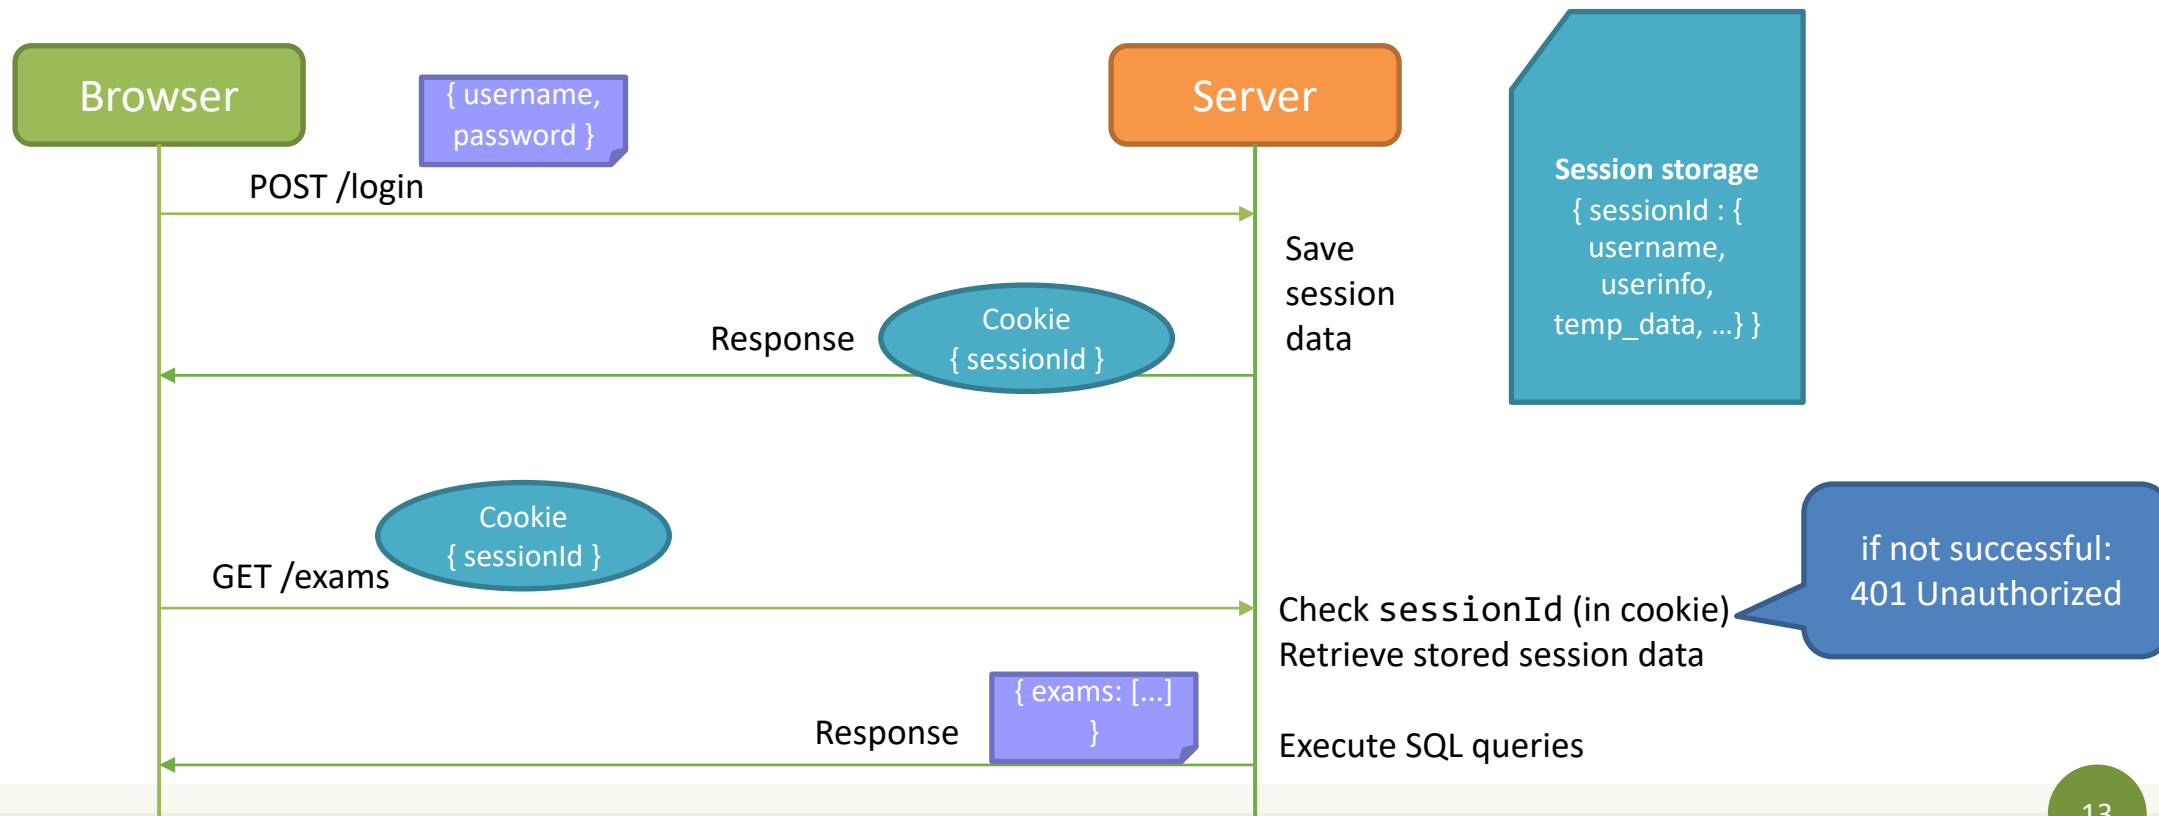 Browser
{ username,
password }
Server
POST /login
Session storage
{ sessionId : {
username,
userinfo,
temp_data, …} }
Save
session
data
Response
Cookie
{ sessionId }
Cookie
{ sessionId }
GET /exams
if not successful:
401 Unauthorized
Check sessionId (in cookie)
Retrieve stored session data
{ exams: [...]
}
Response
Execute SQL queries
13